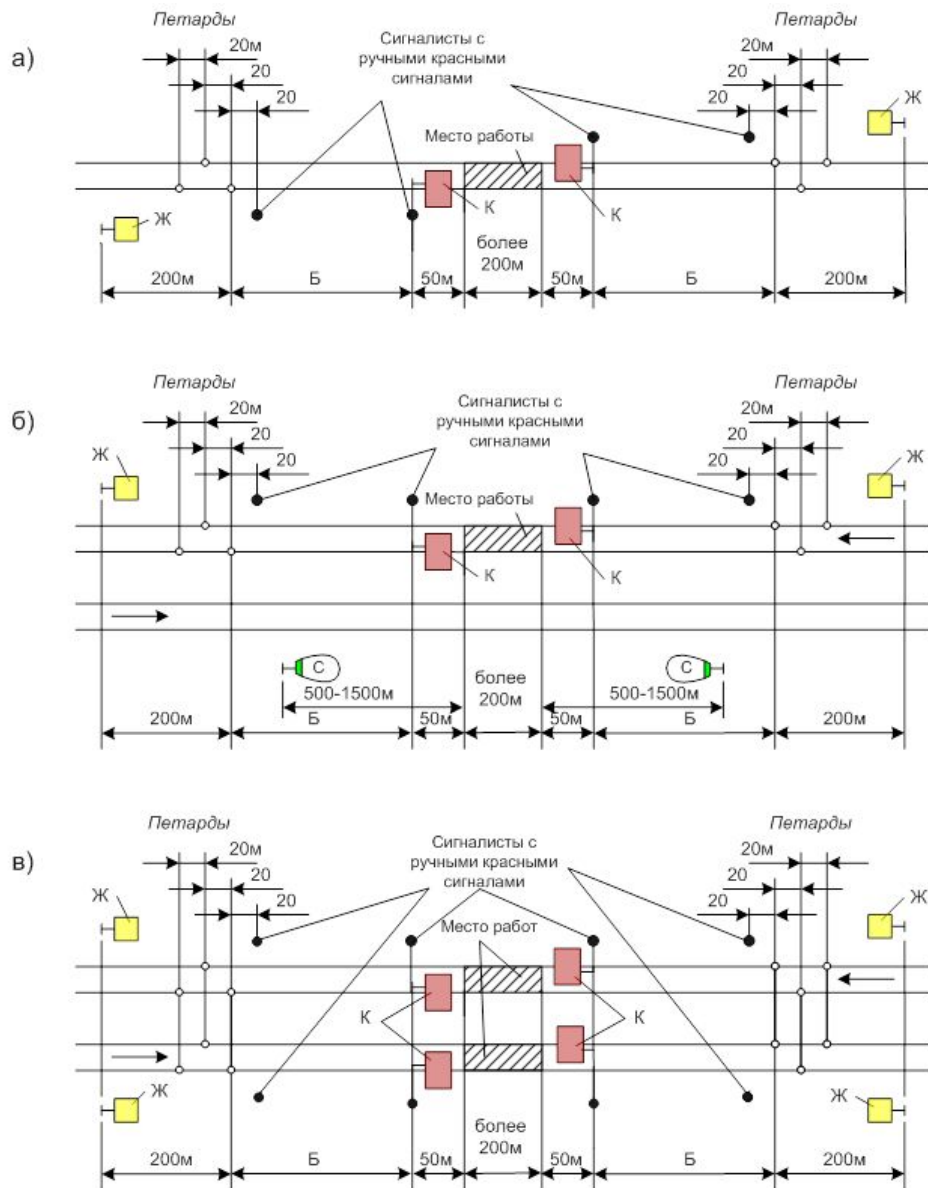 а)
Петарды
Петарды
20м
20
20
Сигналисты с
ручными красными
сигналами
20м
20
20
Ж
Место работы
К
К
Ж
более
200м
200м
Б
50м
50м
Б
200м
б)
Петарды
Петарды
20м
20
20
Сигналисты с
ручными красными
сигналами
20м
20
20
Ж
Ж
Место работы
К
К
С
С
500-1500м
более
200м
500-1500м
200м
Б
50м
50м
Б
200м
в)
Петарды
Петарды
20м
20
20
Сигналисты с
ручными красными
сигналами
20м
20
20
Ж
Ж
Место работ
К
К
Ж
Ж
более
200м
200м
Б
50м
50м
Б
200м